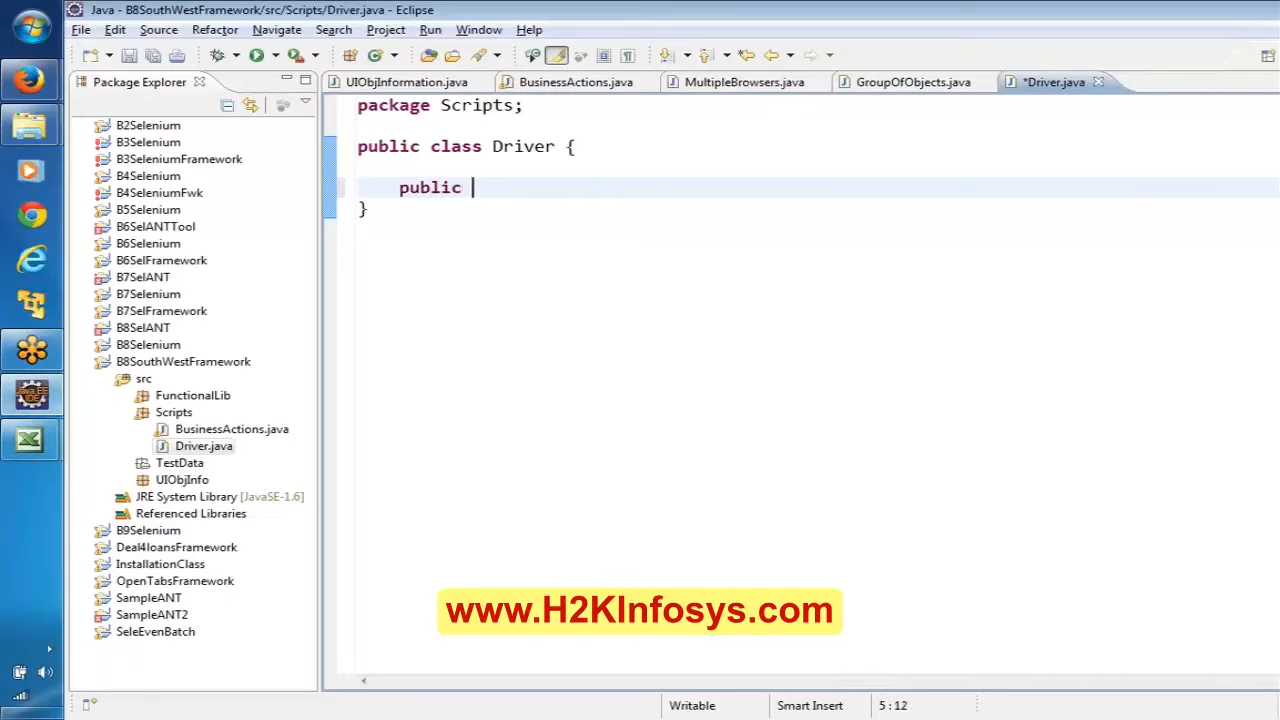 Java - B8SouthWestFramework/src/Scripts/Driver.java - Eclipse
File Edit Source Refactor Navigate Search Project Run Window Help
Package Explorer
UIObjInformation.java BusinessActions.java MultipleBrowsers.java GroupOfObjects.java *Driver.java
package Scripts;
public class Driver {
public
}
B2Selenium
B3Selenium
B3SeleniumFramework
B4Selenium
B4SeleniumFwk
B5Selenium
B6SelANTTool
B6Selenium
B6SelFramework
B7SelANT
B7Selenium
B7SelFramework
B8SelANT
B8Selenium
B8SouthWestFramework
src
FunctionalLib
Scripts
BusinessActions.java
Driver.java
TestData
UIObjInfo
JRE System Library [JavaSE-1.6]
Referenced Libraries
B9Selenium
Deal4loansFramework
InstallationClass
OpenTabsFramework
SampleANT
SampleANT2
SeleEvenBatch
Java EE
IDE
www.H2KInfosys.com
Writable Smart Insert 5 : 12